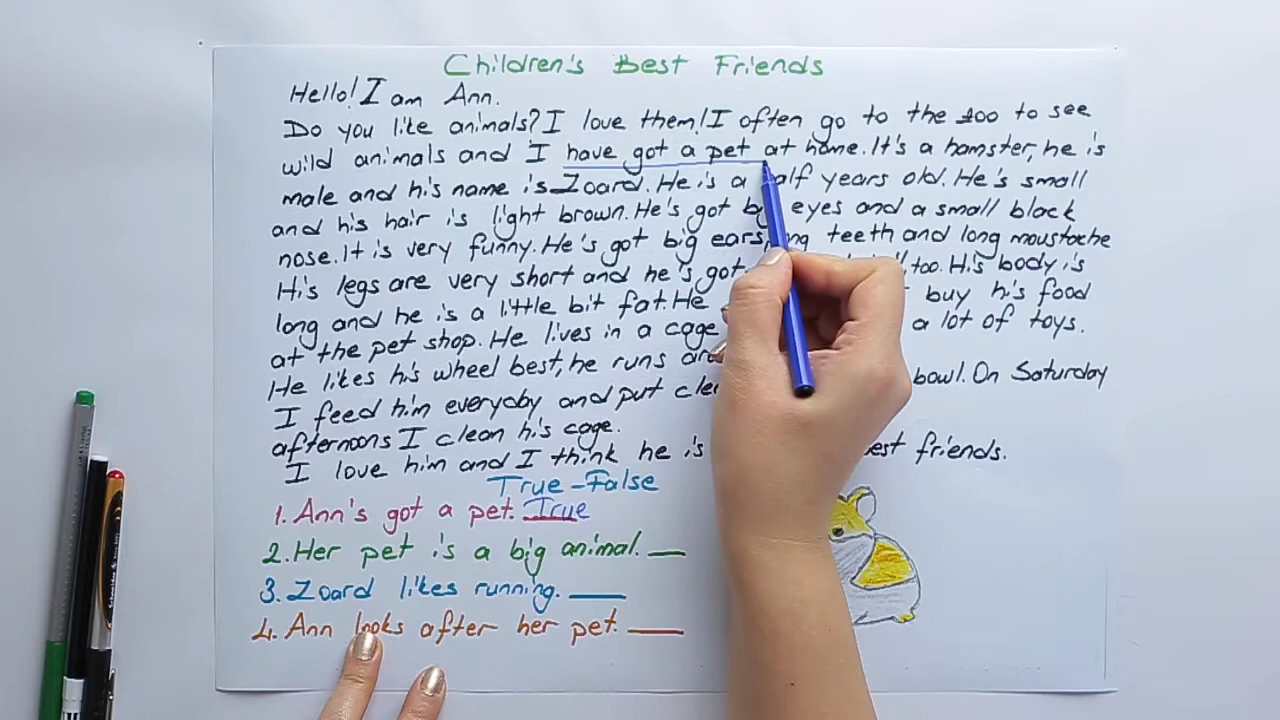 Children's Best Friends
Hello! I am Ann.
Do you like animals? I love them! I often go to the zoo to see
wild animals and I have got a pet at home. It's a hamster, he is
male and his name is Zoard. He is a half years old. He's small
and his hair is light brown. He's got big eyes and a small black
nose. It is very funny. He's got big ears, long teeth and long moustache
His legs are very short and he's got too. His body is
long and he is a little bit fat. He buy his food
at the pet shop. He lives in a cage a lot of toys.
He likes his wheel best, he runs
I feed him everyday and put bowl. On Saturday
afternoons I clean his cage.
I love him and I think he is best friends.
True - False
1. Ann's got a pet. True
2. Her pet is a big animal.
3. Zoard likes running.
4. Ann looks after her pet.